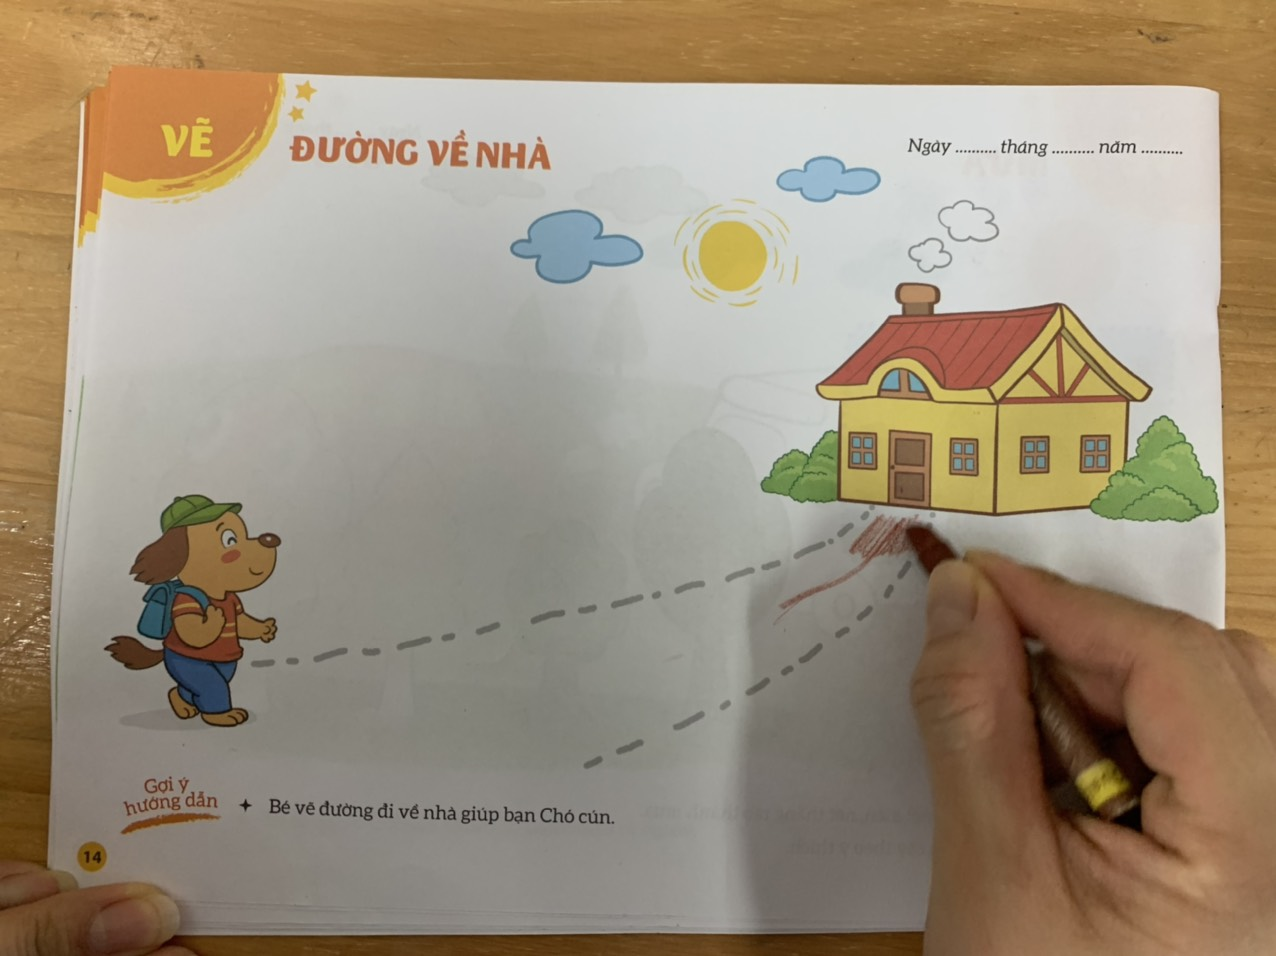 VẼ
ĐƯỜNG VỀ NHÀ
Ngày .......... tháng .......... năm ..........
Gợi ý
hướng dẫn
Bé vẽ đường đi về nhà giúp bạn Chó cún.
14